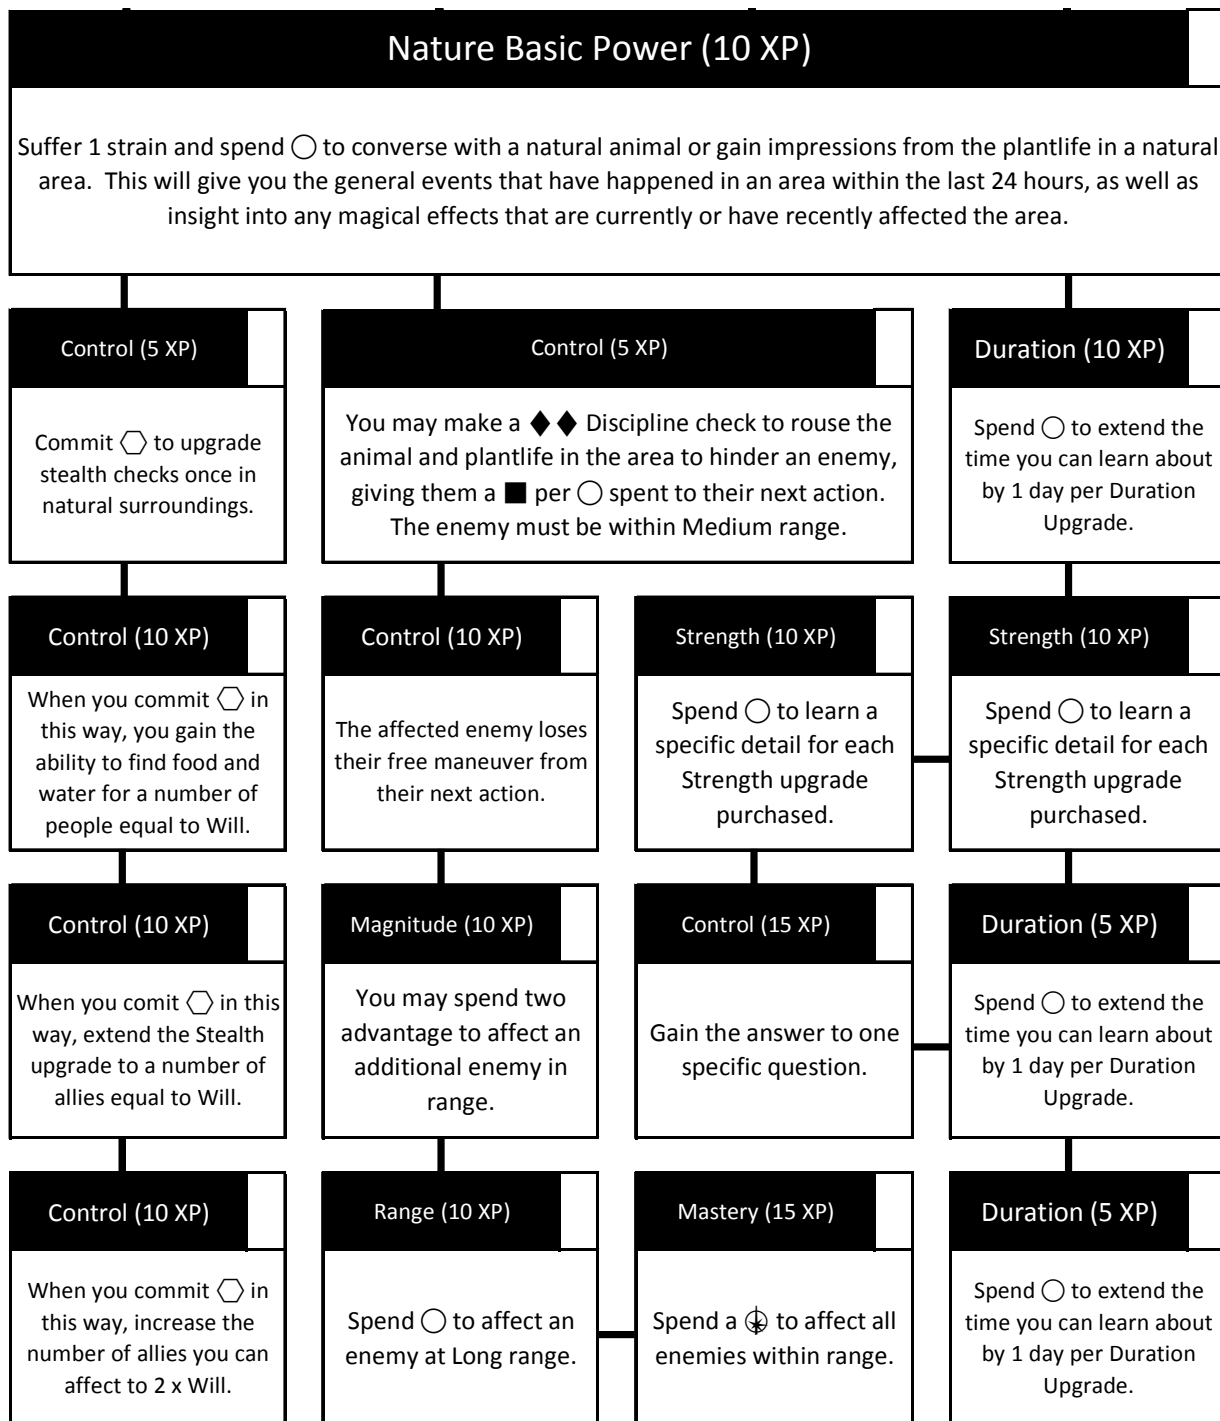 Nature Basic Power (10 XP)
Suffer 1 strain and spend ○ to converse with a natural animal or gain impressions from the plantlife in a natural
area. This will give you the general events that have happened in an area within the last 24 hours, as well as
insight into any magical effects that are currently or have recently affected the area.
Control (5 XP)
Commit ⬡ to upgrade
stealth checks once in
natural surroundings.
Control (5 XP)
You may make a ♦ ♦ Discipline check to rouse the
animal and plantlife in the area to hinder an enemy,
giving them a ■ per ○ spent to their next action.
The enemy must be within Medium range.
Duration (10 XP)
Spend ○ to extend the
time you can learn about
by 1 day per Duration
Upgrade.
Control (10 XP)
When you commit ⬡ in
this way, you gain the
ability to find food and
water for a number of
people equal to Will.
Control (10 XP)
The affected enemy loses
their free maneuver from
their next action.
Strength (10 XP)
Spend ○ to learn a
specific detail for each
Strength upgrade
purchased.
Strength (10 XP)
Spend ○ to learn a
specific detail for each
Strength upgrade
purchased.
Control (10 XP)
When you comit ⬡ in this
way, extend the Stealth
upgrade to a number of
allies equal to Will.
Magnitude (10 XP)
You may spend two
advantage to affect an
additional enemy in
range.
Control (15 XP)
Gain the answer to one
specific question.
Duration (5 XP)
Spend ○ to extend the
time you can learn about
by 1 day per Duration
Upgrade.
Control (10 XP)
When you commit ⬡ in
this way, increase the
number of allies you can
affect to 2 x Will.
Range (10 XP)
Spend ○ to affect an
enemy at Long range.
Mastery (15 XP)
Spend a to affect all
enemies within range.
Duration (5 XP)
Spend ○ to extend the
time you can learn about
by 1 day per Duration
Upgrade.